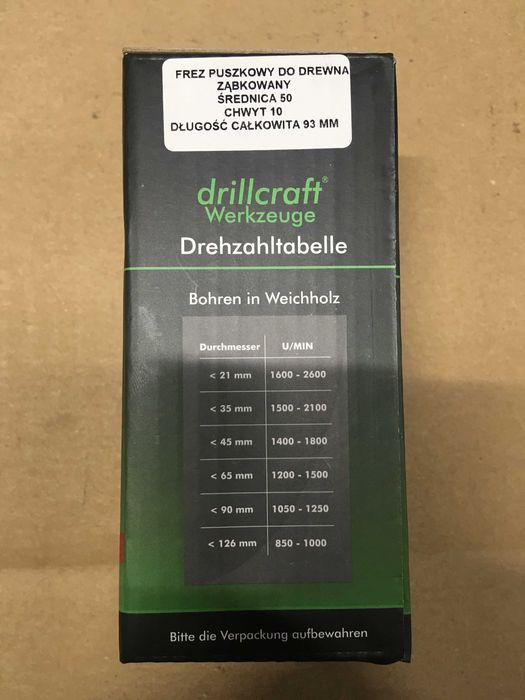 FREZ PUSZKOWY DO DREWNA
ZĄBKOWANY
ŚREDNICA 50
CHWYT 10
DŁUGOŚĆ CAŁKOWITA 93 MM
drillcraft®
Werkzeuge
Drehzahltabelle
Bohren in Weichholz
Durchmesser U/MIN
< 21 mm 1600 - 2600
< 35 mm 1500 - 2100
< 45 mm 1400 - 1800
< 65 mm 1200 - 1500
< 90 mm 1050 - 1250
< 126 mm 850 - 1000
Bitte die Verpackung aufbewahren